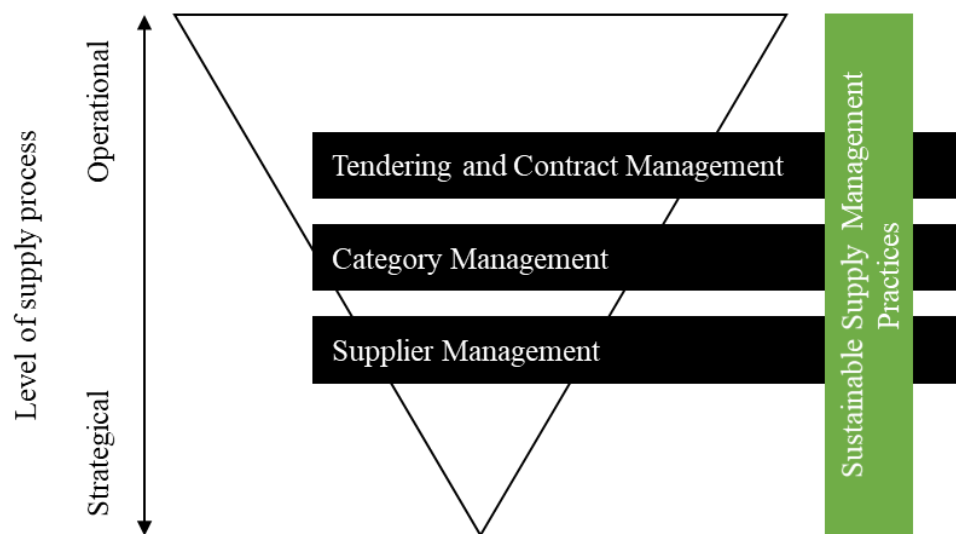 Level of supply process
Operational
Strategical
Tendering and Contract Management
Category Management
Supplier Management
Sustainable Supply Management
Practices